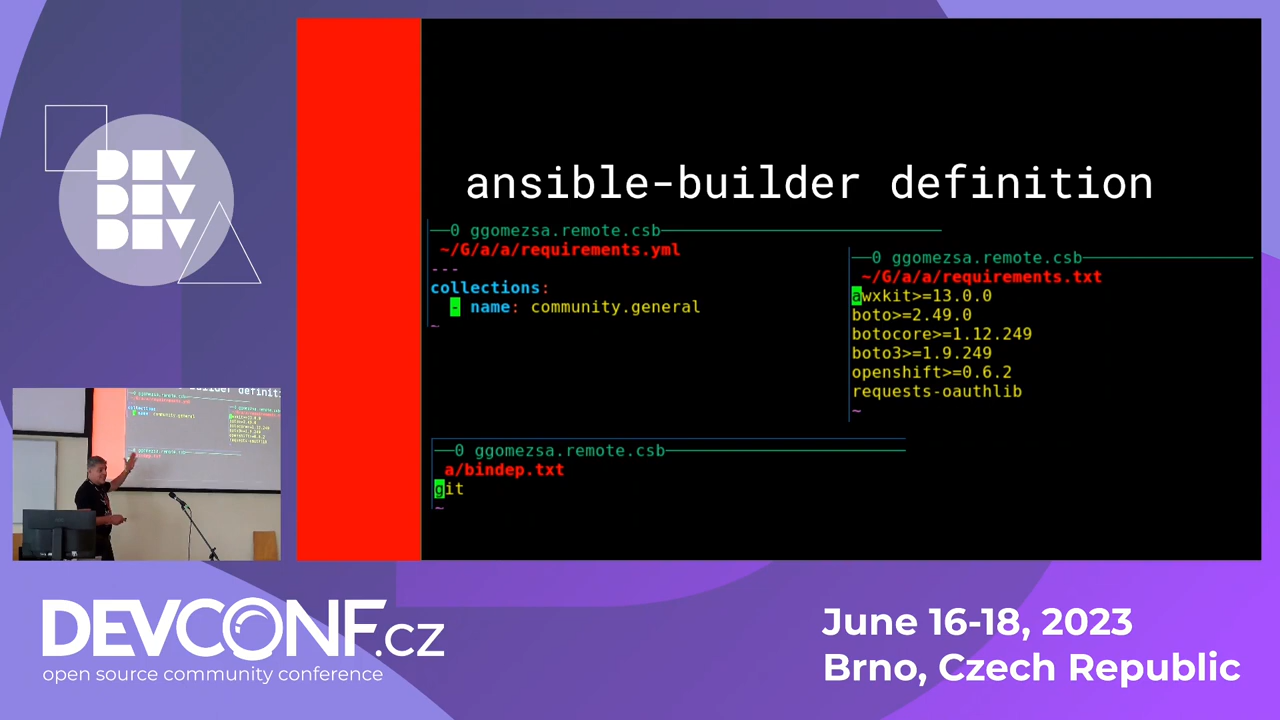 DEV
DEV
DEV
ansible-builder definition
0 ggomezsa.remote.csb
~/G/a/a/requirements.yml
---
collections:
- name: community.general
~
0 ggomezsa.remote.csb
~/G/a/a/requirements.txt
awxkit>=13.0.0
boto>=2.49.0
botocore>=1.12.249
boto3>=1.9.249
openshift>=0.6.2
requests-oauthlib
~
0 ggomezsa.remote.csb
a/bindep.txt
git
~
DEVCONF.cz
open source community conference
June 16-18, 2023
Brno, Czech Republic